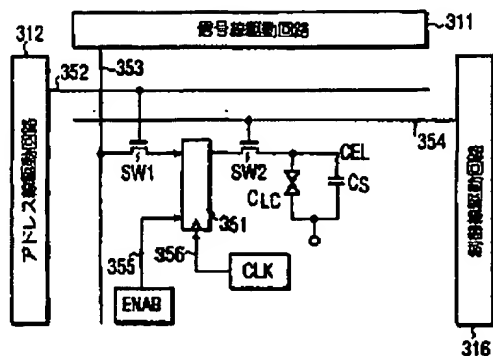 信号線駆動回路
311
312
353
352
アドレス線駆動回路
354
SW1
SW2
CEL
CLC
CS
351
355
356
CLK
ENAB
制御線駆動回路
316